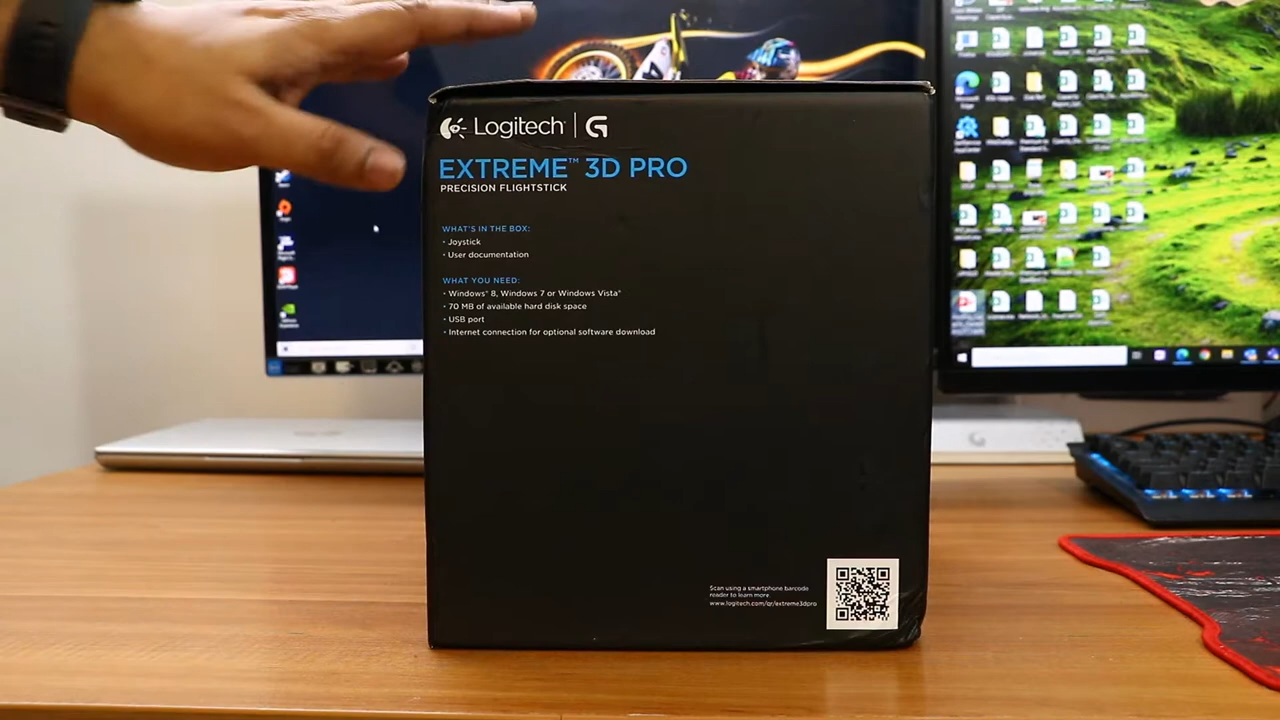 Logitech | G
EXTREME™ 3D PRO
PRECISION FLIGHTSTICK
WHAT'S IN THE BOX:
· Joystick
· User documentation
WHAT YOU NEED:
· Windows® 8, Windows 7 or Windows Vista®
· 70 MB of available hard disk space
· USB port
· Internet connection for optional software download
Scan using a smartphone barcode
reader to learn more.
www.logitech.com/qr/extreme3dpro